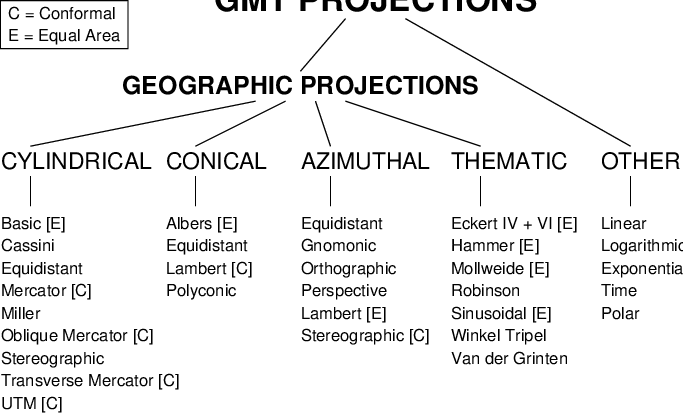 C = Conformal
E = Equal Area
GMT PROJECTIONS
GEOGRAPHIC PROJECTIONS
CYLINDRICAL
Basic [E]
Cassini
Equidistant
Mercator [C]
Miller
Oblique Mercator [C]
Stereographic
Transverse Mercator [C]
UTM [C]
CONICAL
Albers [E]
Equidistant
Lambert [C]
Polyconic
AZIMUTHAL
Equidistant
Gnomonic
Orthographic
Perspective
Lambert [E]
Stereographic [C]
THEMATIC
Eckert IV + VI [E]
Hammer [E]
Mollweide [E]
Robinson
Sinusoidal [E]
Winkel Tripel
Van der Grinten
OTHER
Linear
Logarithmic
Exponentia
Time
Polar